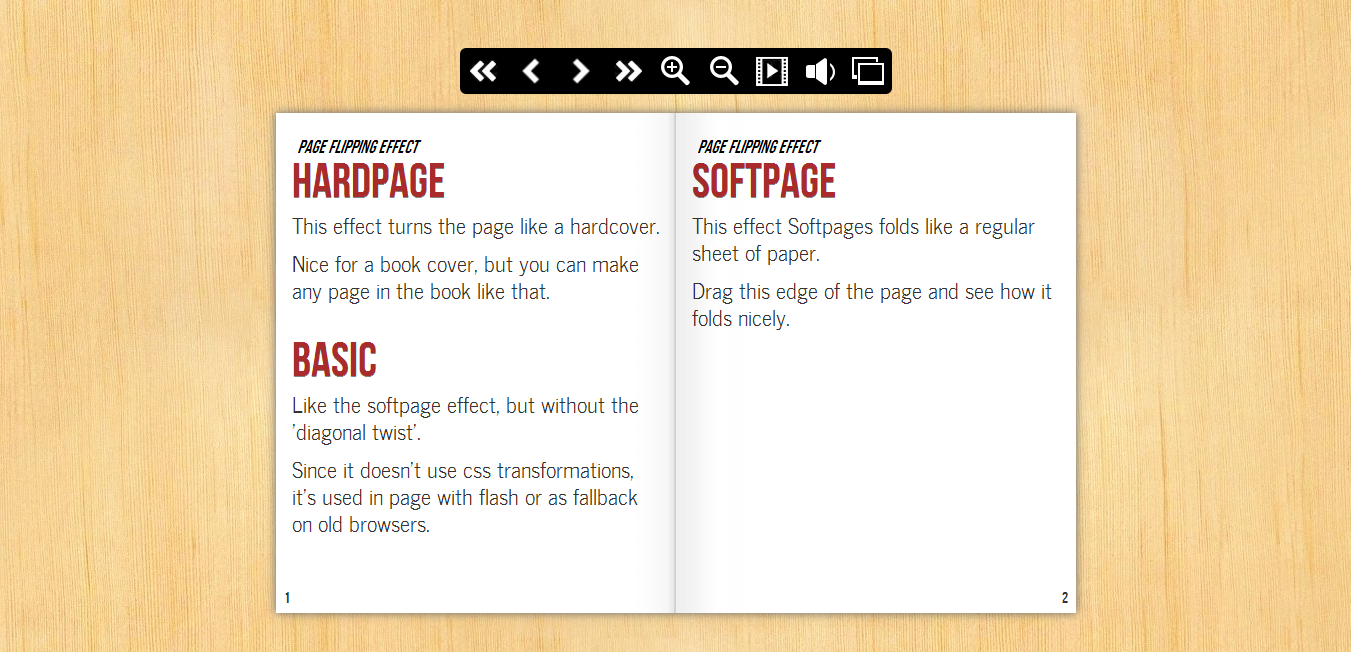 PAGE FLIPPING EFFECT
HARDPAGE
This effect turns the page like a hardcover.
Nice for a book cover, but you can make
any page in the book like that.
BASIC
Like the softpage effect, but without the
'diagonal twist'.
Since it doesn't use css transformations,
it's used in page with flash or as fallback
on old browsers.
1
PAGE FLIPPING EFFECT
SOFTPAGE
This effect Softpages folds like a regular
sheet of paper.
Drag this edge of the page and see how it
folds nicely.
2